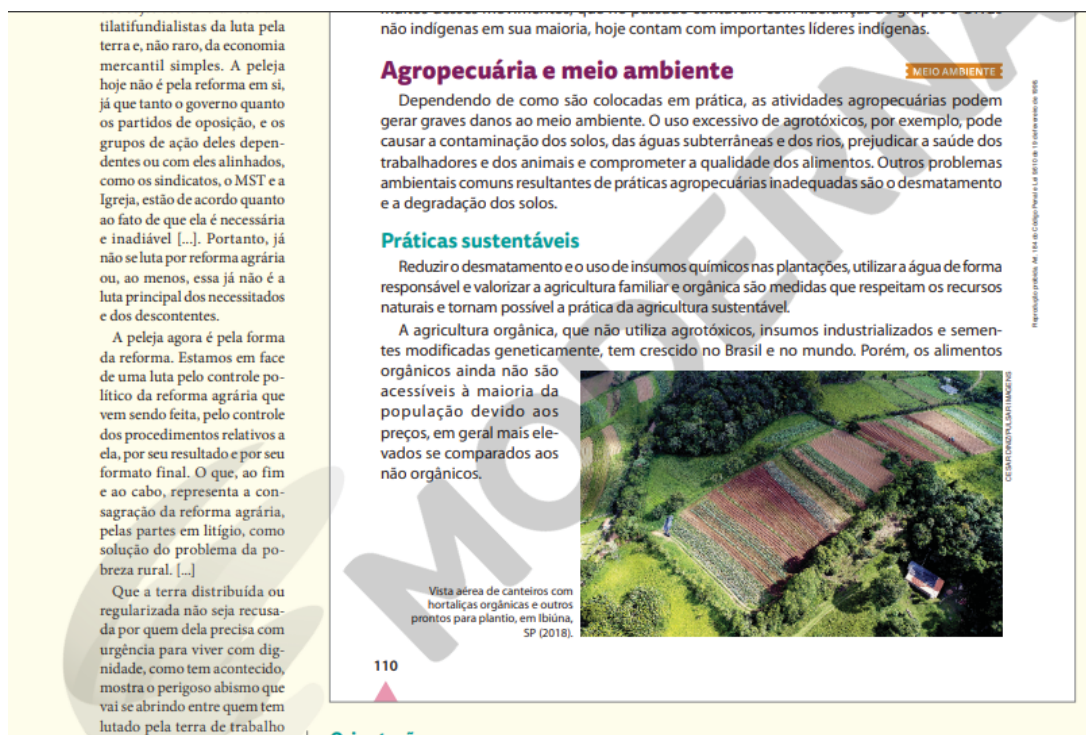 tilatifundialistas da luta pela
terra e, não raro, da economia
mercantil simples. A peleja
hoje não é pela reforma em si,
já que tanto o governo quanto
os partidos de oposição, e os
grupos de ação deles depen-
dentes ou com eles alinhados,
como os sindicatos, o MST e a
Igreja, estão de acordo quanto
ao fato de que ela é necessária
e inadiável [...]. Portanto, já
não se luta por reforma agrária
ou, ao menos, essa já não é a
luta principal dos necessitados
e dos descontentes.
A peleja agora é pela forma
da reforma. Estamos em face
de uma luta pelo controle po-
lítico da reforma agrária que
vem sendo feita, pelo controle
dos procedimentos relativos a
ela, por seu resultado e por seu
formato final. O que, ao fim
e ao cabo, representa a con-
sagração da reforma agrária,
pelas partes em litígio, como
solução do problema da po-
breza rural. [...]
Que a terra distribuída ou
regularizada não seja recusa-
da por quem dela precisa com
urgência para viver com dig-
nidade, como tem acontecido,
mostra o perigoso abismo que
vai se abrindo entre quem tem
lutado pela terra de trabalho
não indígenas em sua maioria, hoje contam com importantes líderes indígenas.
Agropecuária e meio ambiente
MEIO AMBIENTE
Dependendo de como são colocadas em prática, as atividades agropecuárias podem
gerar graves danos ao meio ambiente. O uso excessivo de agrotóxicos, por exemplo, pode
causar a contaminação dos solos, das águas subterrâneas e dos rios, prejudicar a saúde dos
trabalhadores e dos animais e comprometer a qualidade dos alimentos. Outros problemas
ambientais comuns resultantes de práticas agropecuárias inadequadas são o desmatamento
e a degradação dos solos.
Práticas sustentáveis
Reduzir o desmatamento e o uso de insumos químicos nas plantações, utilizar a água de forma
responsável e valorizar a agricultura familiar e orgânica são medidas que respeitam os recursos
naturais e tornam possível a prática da agricultura sustentável.
A agricultura orgânica, que não utiliza agrotóxicos, insumos industrializados e semen-
tes modificadas geneticamente, tem crescido no Brasil e no mundo. Porém, os alimentos
orgânicos ainda não são
acessíveis à maioria da
população devido aos
preços, em geral mais ele-
vados se comparados aos
não orgânicos.
Vista aérea de canteiros com
hortaliças orgânicas e outros
prontos para plantio, em Ibiúna,
SP (2018).
CESAR DINIZ/PULSAR IMAGENS
Reprodução proibida. Art. 184 do Código Penal e Lei 9.610 de 19 de fevereiro de 1998.
110
MODERNA